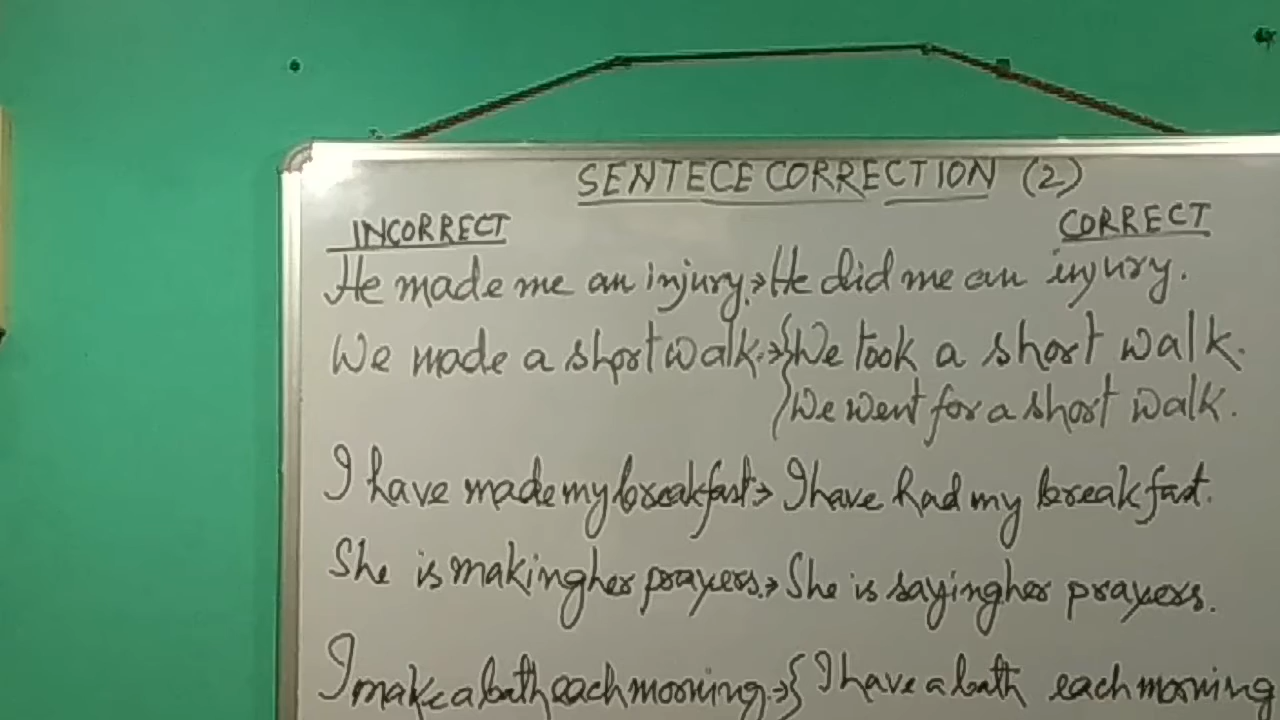 SENTECE CORRECTION (2)
INCORRECT CORRECT
He made me an injury.→He did me an injury.
We made a short walk.→{We took a short walk.
{We went for a short walk.
I have made my breakfast→I have had my breakfast.
She is making her prayers.→She is saying her prayers.
I make a bath each morning.→{I have a bath each morning